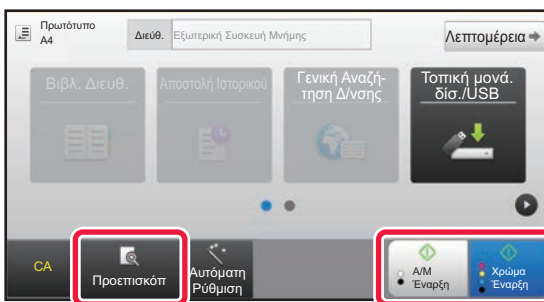 Πρωτότυπο
A4
Διεύθ.
Εξωτερική Συσκευή Μνήμης
Λεπτομέρεια
Βιβλ. Διευθ.
Αποστολή Ιστορικού
Γενική Αναζή-
τηση Δ/νσης
Τοπική μονά.
δίσ./USB
CA
Προεπισκόπ
Αυτόματη
Ρύθμιση
Α/Μ
Έναρξη
Χρώμα
Έναρξη